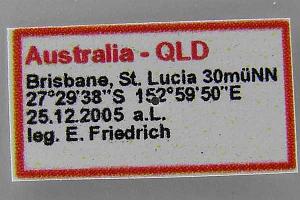 Australia - QLD
Brisbane, St. Lucia 30müNN
27°29'38"S 152°59'50"E
25.12.2005 a.L.
leg. E. Friedrich